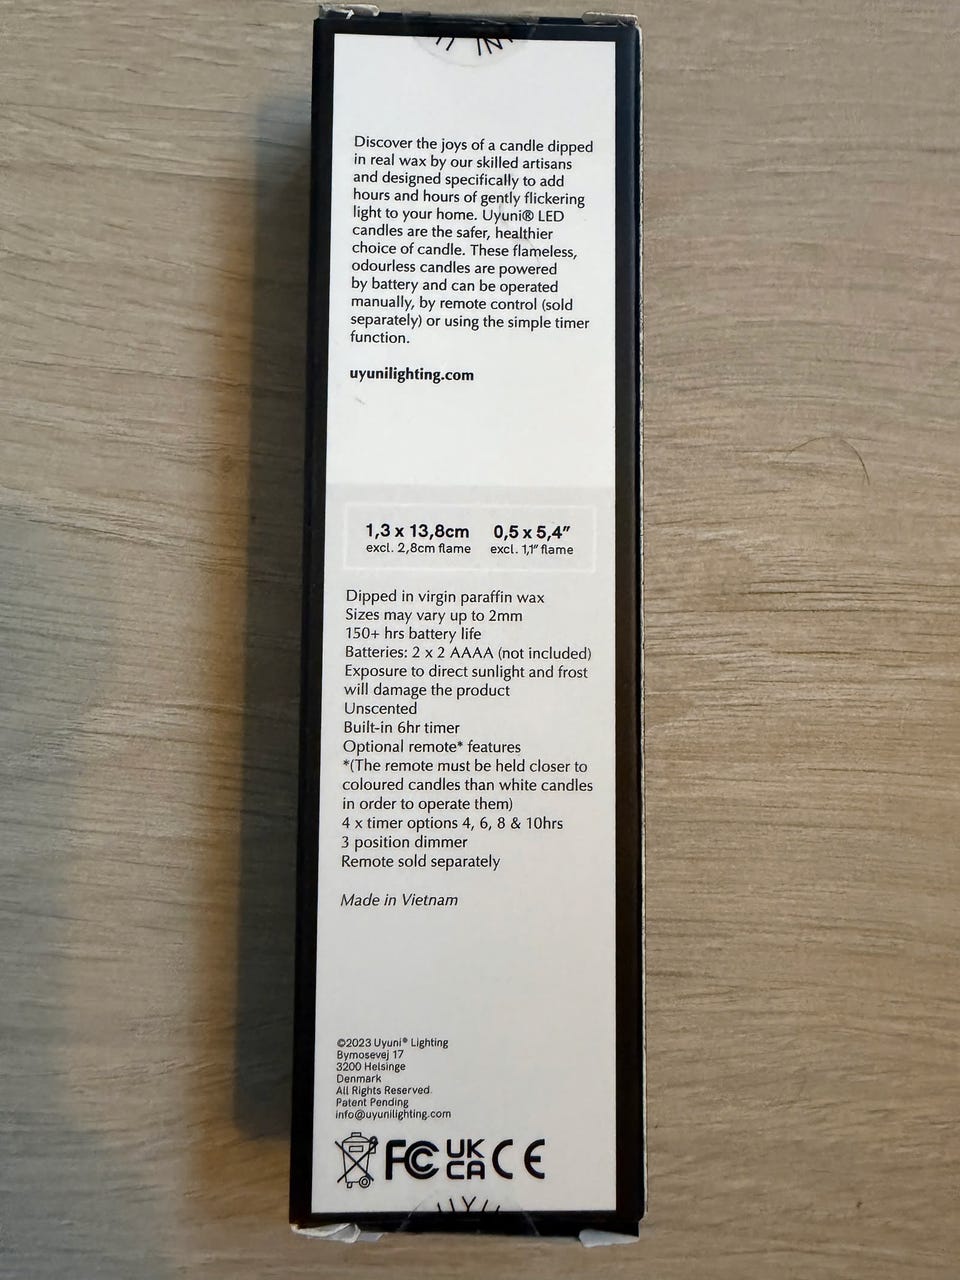 Discover the joys of a candle dipped
in real wax by our skilled artisans
and designed specifically to add
hours and hours of gently flickering
light to your home. Uyuni® LED
candles are the safer, healthier
choice of candle. These flameless,
odourless candles are powered
by battery and can be operated
manually, by remote control (sold
separately) or using the simple timer
function.
uyunilighting.com
1,3 x 13,8cm 0,5 x 5,4”
excl. 2,8cm flame excl. 1,1” flame
Dipped in virgin paraffin wax
Sizes may vary up to 2mm
150+ hrs battery life
Batteries: 2 x 2 AAAA (not included)
Exposure to direct sunlight and frost
will damage the product
Unscented
Built-in 6hr timer
Optional remote* features
*(The remote must be held closer to
coloured candles than white candles
in order to operate them)
4 x timer options 4, 6, 8 & 10hrs
3 position dimmer
Remote sold separately
Made in Vietnam
©2023 Uyuni® Lighting
Bymosevej 17
3200 Helsinge
Denmark
All Rights Reserved.
Patent Pending
info@uyunilighting.com
FC UK CA CE